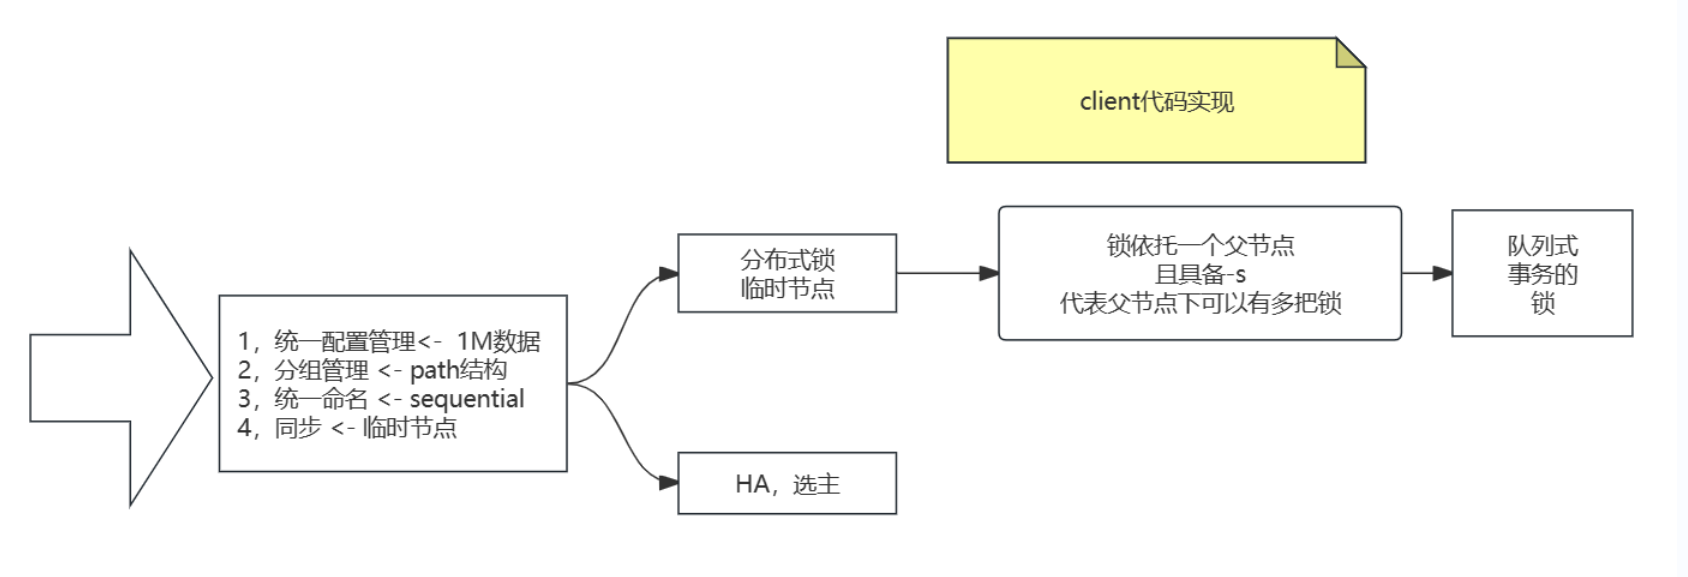 client代码实现
1，统一配置管理<- 1M数据
2，分组管理 <- path结构
3，统一命名 <- sequential
4，同步 <- 临时节点
分布式锁
临时节点
锁依托一个父节点
且具备-s
代表父节点下可以有多把锁
队列式
事务的
锁
HA，选主